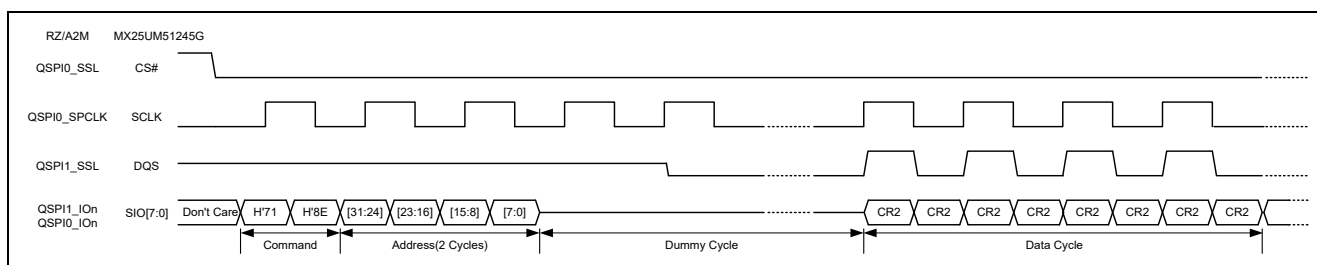 RZ/A2M MX25UM51245G
QSPI0_SSL CS#
QSPI0_SPCLK SCLK
QSPI1_SSL DQS
QSPI1_IOn
QSPI0_IOn
SIO[7:0] Don't Care H'71 H'8E [31:24] [23:16] [15:8] [7:0] CR2 CR2 CR2 CR2 CR2 CR2 CR2 CR2
Command Address(2 Cycles) Dummy Cycle Data Cycle